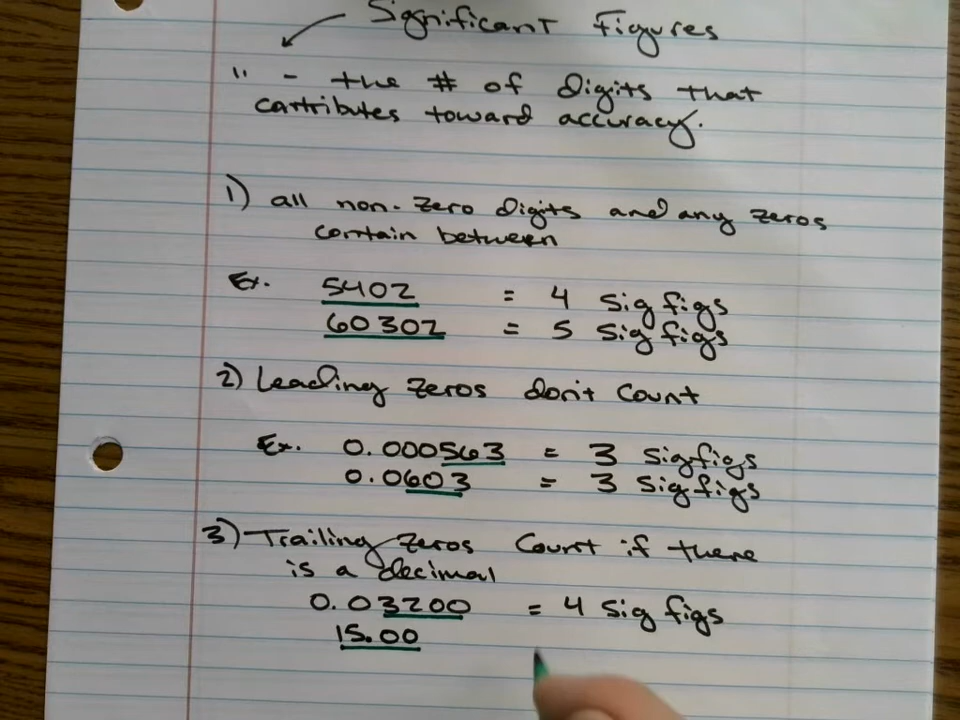 Significant Figures
" - the # of digits that
contributes toward accuracy.
1) all non-zero digits and any zeros
contain between
Ex. 5402 = 4 sig figs
60302 = 5 sig figs
2) Leading zeros don't count
Ex. 0.000563 = 3 sigfigs
0.0603 = 3 sig figs
3) Trailing zeros count if there
is a decimal
0.03200 = 4 sig figs
15.00